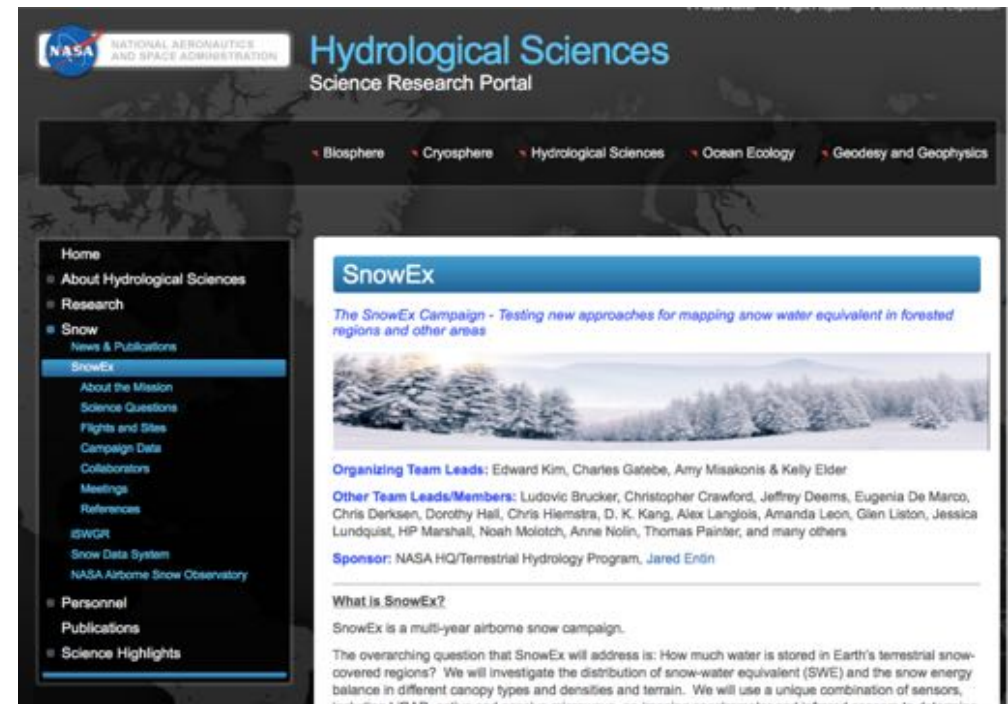 NASA
NATIONAL AERONAUTICS
AND SPACE ADMINISTRATION
Hydrological Sciences
Science Research Portal
Biosphere Cryosphere Hydrological Sciences Ocean Ecology Geodesy and Geophysics
Home
About Hydrological Sciences
Research
Snow
News & Publications
SnowEx
About the Mission
Science Questions
Flights and Sites
Campaign Data
Collaborators
Meetings
References
iSWGR
Snow Data System
NASA Airborne Snow Observatory
Personnel
Publications
Science Highlights
SnowEx
The SnowEx Campaign - Testing new approaches for mapping snow water equivalent in forested
regions and other areas
Organizing Team Leads: Edward Kim, Charles Gatebe, Amy Misakonis & Kelly Elder
Other Team Leads/Members: Ludovic Brucker, Christopher Crawford, Jeffrey Deems, Eugenia De Marco,
Chris Derksen, Dorothy Hall, Chris Hiemstra, D. K. Kang, Alex Langlois, Amanda Leon, Glen Liston, Jessica
Lundquist, HP Marshall, Noah Molotch, Anne Nolin, Thomas Painter, and many others
Sponsor: NASA HQ/Terrestrial Hydrology Program, Jared Entin
What is SnowEx?
SnowEx is a multi-year airborne snow campaign.
The overarching question that SnowEx will address is: How much water is stored in Earth's terrestrial snow-
covered regions? We will investigate the distribution of snow-water equivalent (SWE) and the snow energy
balance in different canopy types and densities and terrain. We will use a unique combination of sensors,